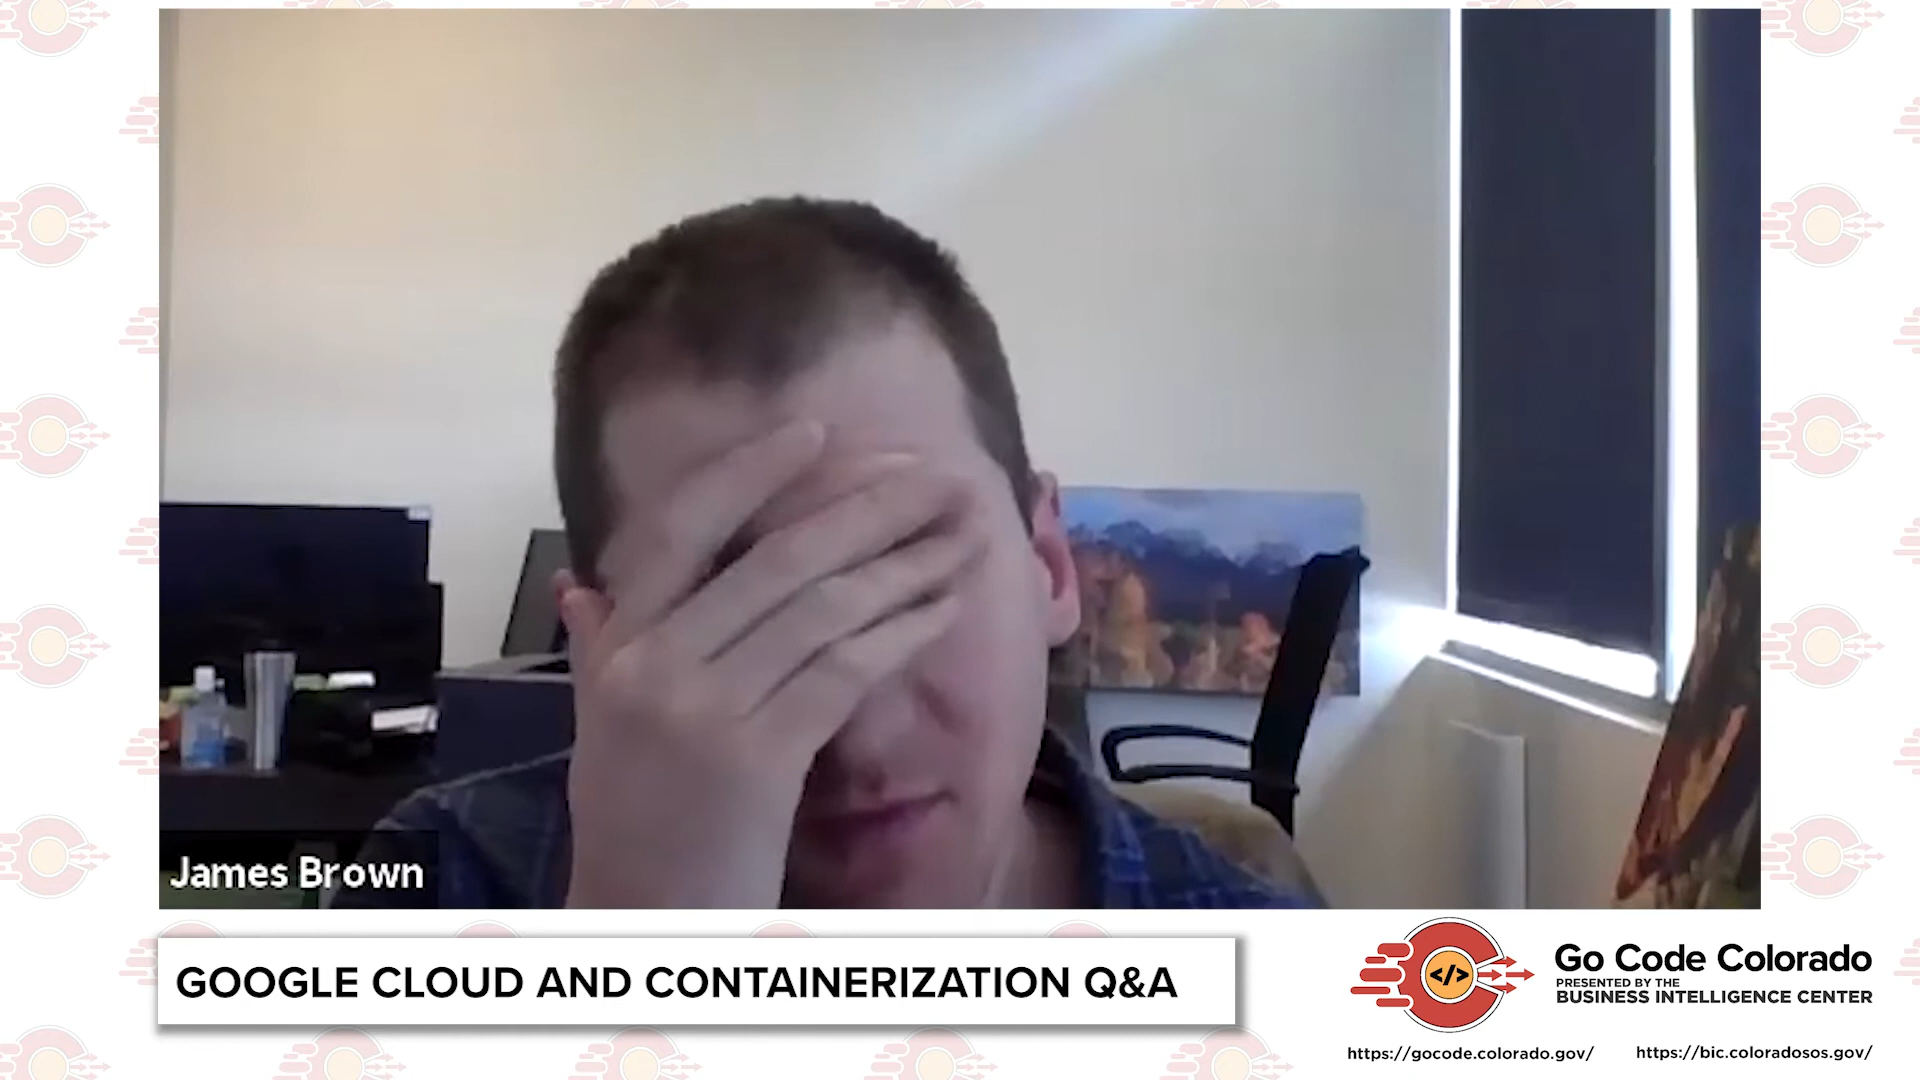 James Brown
GOOGLE CLOUD AND CONTAINERIZATION Q&A
</>
Go Code Colorado
PRESENTED BY THE
BUSINESS INTELLIGENCE CENTER
https://gocode.colorado.gov/
https://bic.coloradosos.gov/